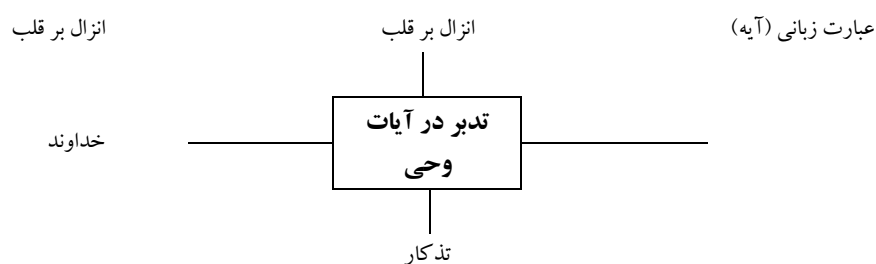 عبارت زبانی (آیه) انزال بر قلب انزال بر قلب
تدبر در آیات
وحی
خداوند
تذکار